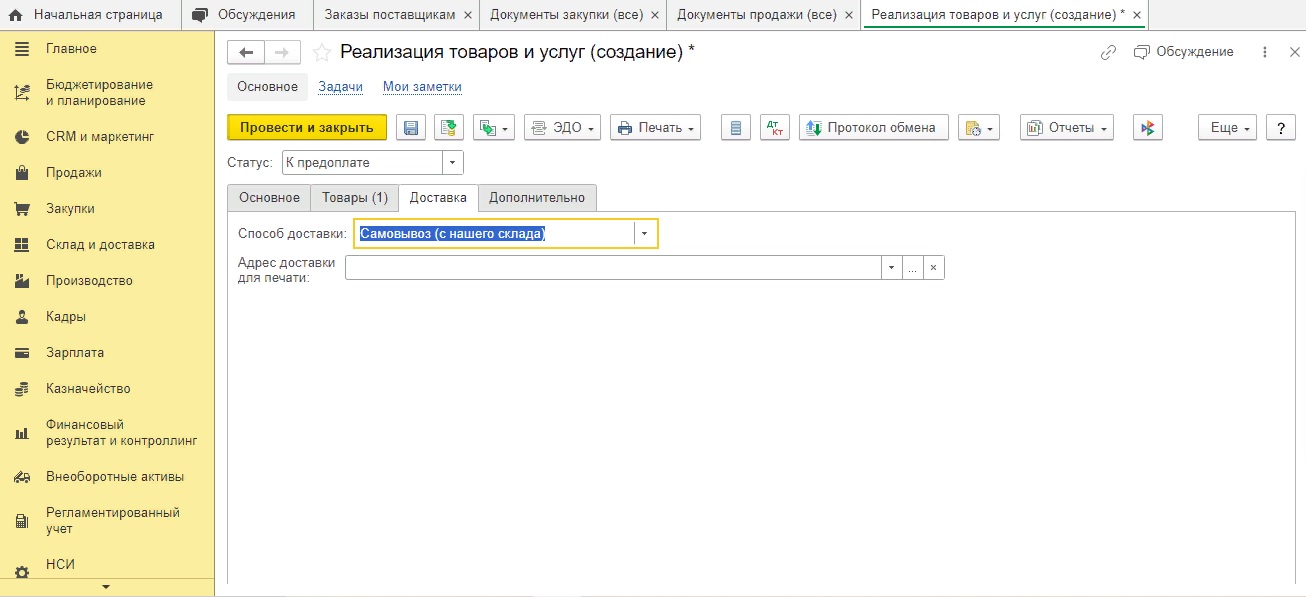 Начальная страница Обсуждения Заказы поставщикам × Документы закупки (все) × Документы продажи (все) × Реализация товаров и услуг (создание) * ×
Главное
Бюджетирование
и планирование
CRM и маркетинг
Продажи
Закупки
Склад и доставка
Производство
Кадры
Зарплата
Казначейство
Финансовый
результат и контроллинг
Внеоборотные активы
Регламентированный
учет
НСИ
Реализация товаров и услуг (создание) *
Обсуждение
Основное Задачи Мои заметки
Провести и закрыть ЭДО Печать Дт Кт Протокол обмена Отчеты Еще ?
Статус: К предоплате
Основное Товары (1) Доставка Дополнительно
Способ доставки: Самовывоз (с нашего склада)
Адрес доставки
для печати: ... ×